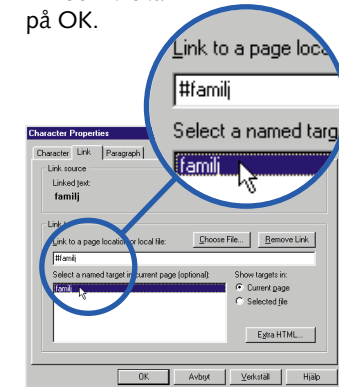 på OK.
Link to a page loca
#familj
Select a named targ
familj
Character Properties
Character Link Paragraph
Link source
Linked text:
familj
Link to
Link to a page location or local file:
Choose File... Remove Link
#familj
Select a named target in current page (optional):
familj
Show targets in:
Current page
Selected file
Extra HTML...
OK Avbryt Verkställ Hjälp